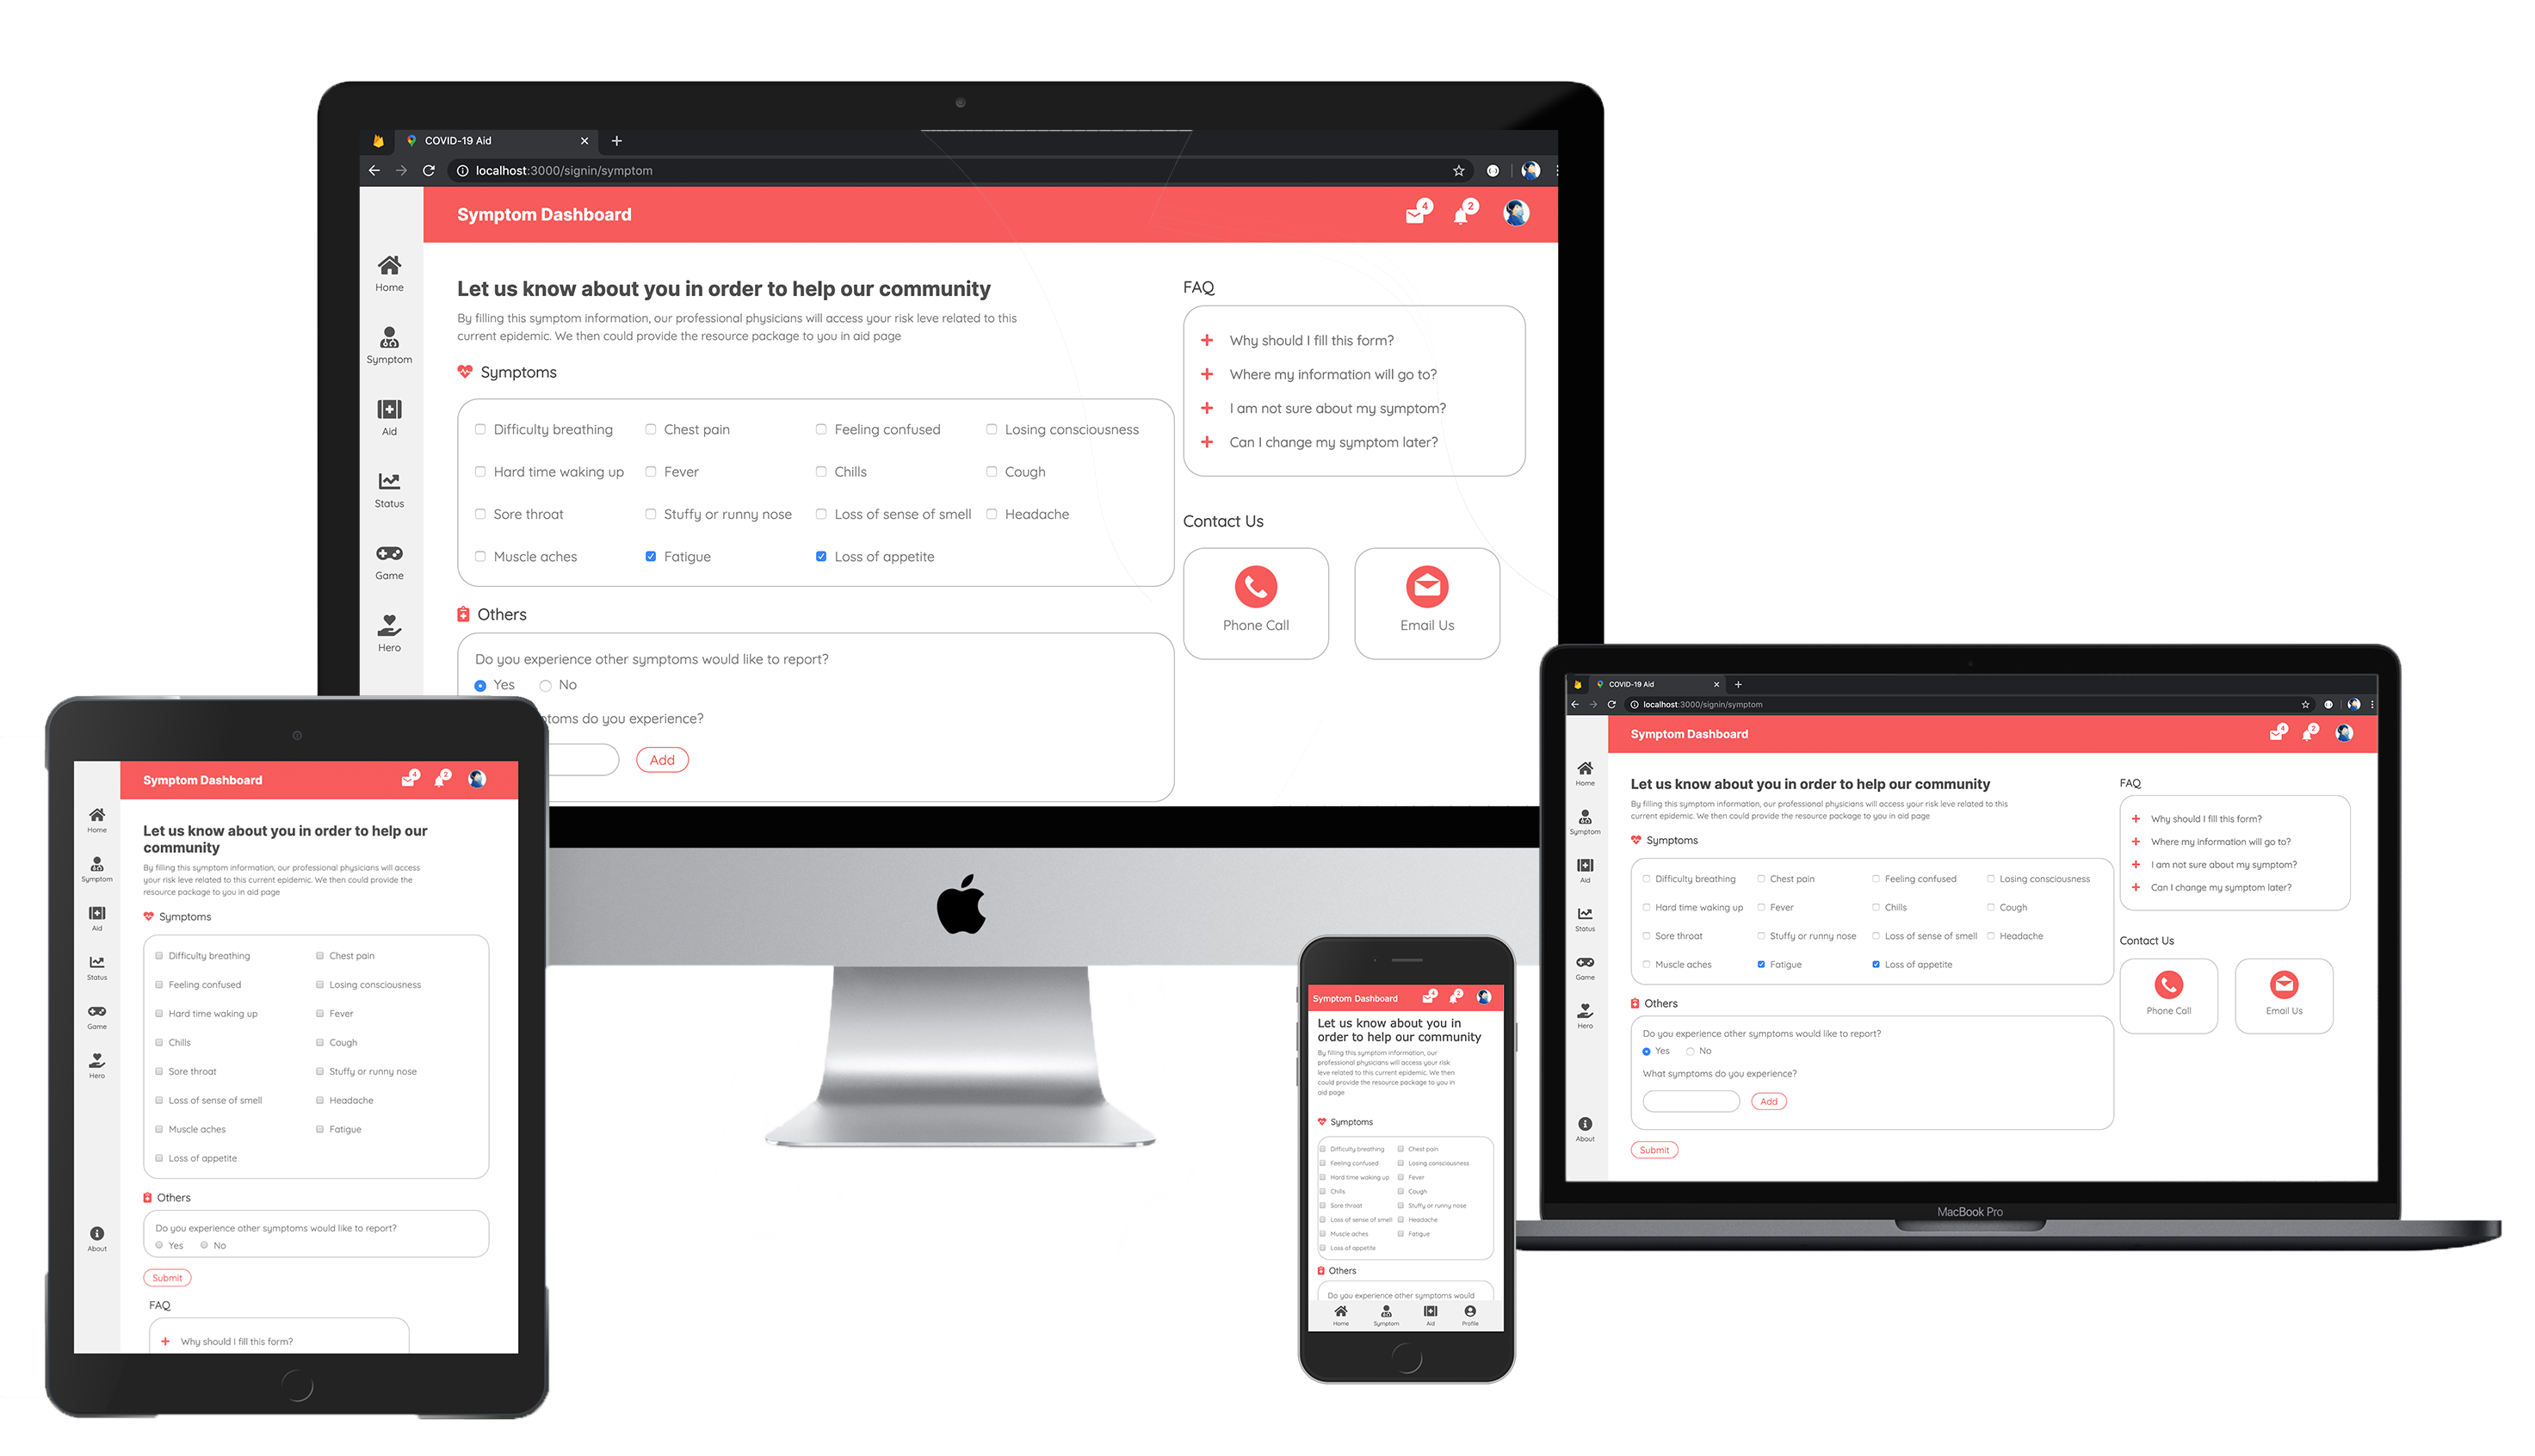 COVID-19 Aid
localhost:3000/signin/symptom
Symptom Dashboard
4
2
Home
Symptom
Aid
Status
Game
Hero
Let us know about you in order to help our community
By filling this symptom information, our professional physicians will access your risk leve related to this
current epidemic. We then could provide the resource package to you in aid page
Symptoms
Difficulty breathing Chest pain Feeling confused Losing consciousness
Hard time waking up Fever Chills Cough
Sore throat Stuffy or runny nose Loss of sense of smell Headache
Muscle aches Fatigue Loss of appetite
Others
Do you experience other symptoms would like to report?
Yes No
toms do you experience?
Add
FAQ
Why should I fill this form?
Where my information will go to?
I am not sure about my symptom?
Can I change my symptom later?
Contact Us
Phone Call Email Us
Symptom Dashboard
4
2
Home
Symptom
Aid
Status
Game
Hero
About
Let us know about you in order to help our
community
By filling this symptom information, our professional physicians will access
your risk leve related to this current epidemic. We then could provide the
resource package to you in aid page
Symptoms
Difficulty breathing Chest pain
Feeling confused Losing consciousness
Hard time waking up Fever
Chills Cough
Sore throat Stuffy or runny nose
Loss of sense of smell Headache
Muscle aches Fatigue
Loss of appetite
Others
Do you experience other symptoms would like to report?
Yes No
Submit
FAQ
Why should I fill this form?
Symptom Dashboard
4
2
Let us know about you in
order to help our community
By filling this symptom information, our
professional physicians will access your risk
leve related to this current epidemic. We then
could provide the resource package to you in
aid page
Symptoms
Difficulty breathing Chest pain
Feeling confused Losing consciousness
Hard time waking up Fever
Chills Cough
Sore throat Stuffy or runny nose
Loss of sense of smell Headache
Muscle aches Fatigue
Loss of appetite
Others
Do you experience other symptoms would
Home Symptom Aid Profile
COVID-19 Aid
localhost:3000/signin/symptom
Symptom Dashboard
4
2
Home
Symptom
Aid
Status
Game
Hero
About
Let us know about you in order to help our community
By filling this symptom information, our professional physicians will access your risk leve related to this
current epidemic. We then could provide the resource package to you in aid page
Symptoms
Difficulty breathing Chest pain Feeling confused Losing consciousness
Hard time waking up Fever Chills Cough
Sore throat Stuffy or runny nose Loss of sense of smell Headache
Muscle aches Fatigue Loss of appetite
Others
Do you experience other symptoms would like to report?
Yes No
What symptoms do you experience?
Add
Submit
FAQ
Why should I fill this form?
Where my information will go to?
I am not sure about my symptom?
Can I change my symptom later?
Contact Us
Phone Call Email Us
MacBook Pro